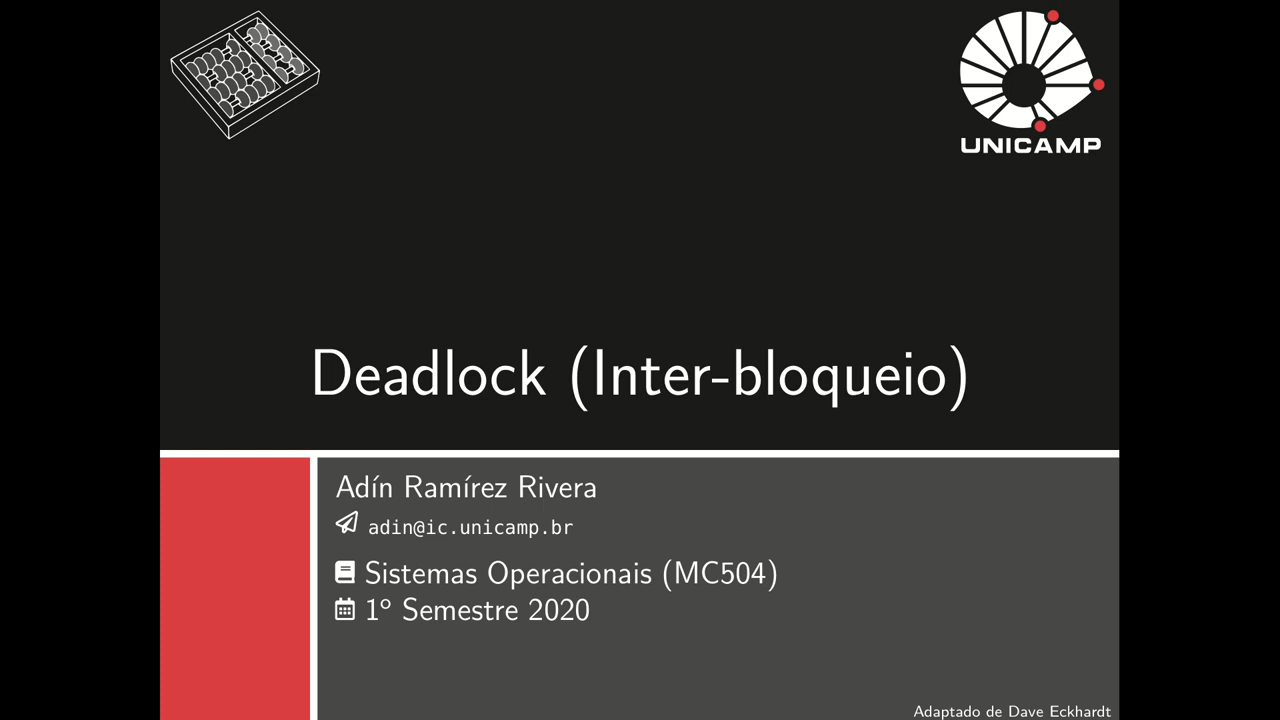 UNICAMP
Deadlock (Inter-bloqueio)
Adín Ramírez Rivera
adin@ic.unicamp.br
Sistemas Operacionais (MC504)
1º Semestre 2020
Adaptado de Dave Eckhardt